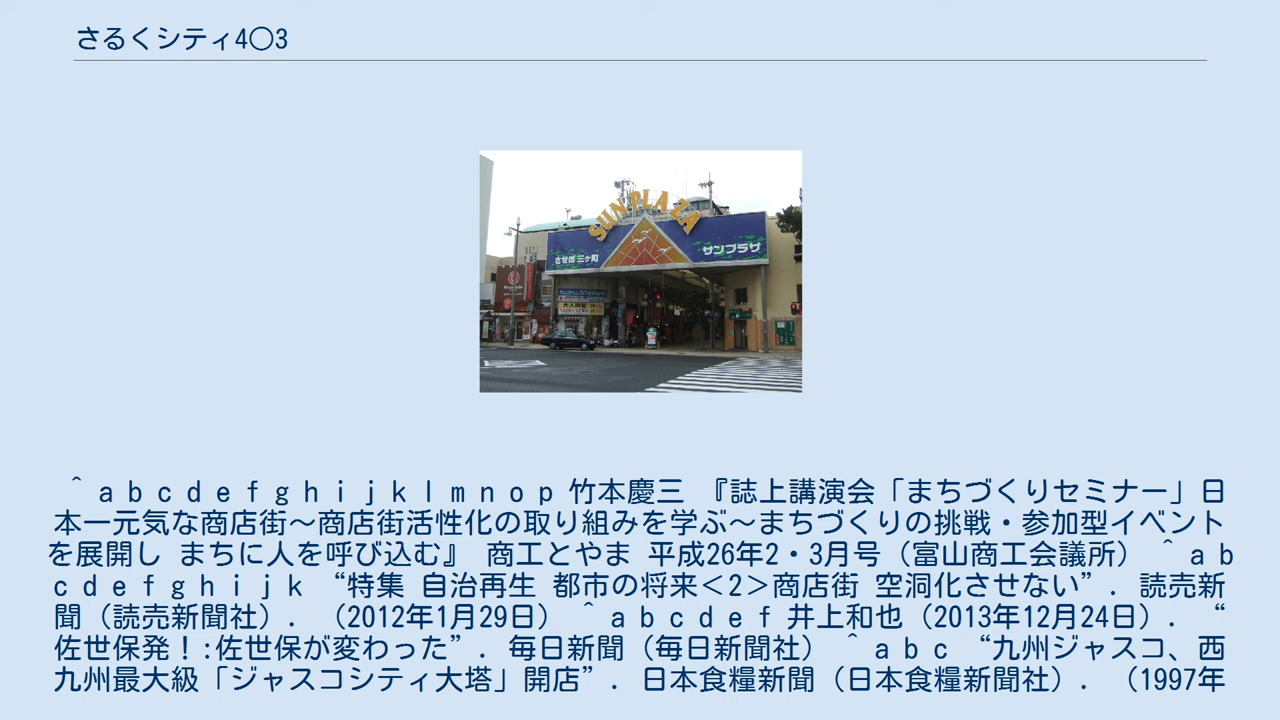 さるくシティ4〇3
SUN PLAZA
させぼ 三ヶ町
サンプラザ
＾ａｂｃｄｅｆｇｈｉｊｋｌｍｎｏｐ 竹本慶三 『誌上講演会「まちづくりセミナー」日
本一元気な商店街～商店街活性化の取り組みを学ぶ～まちづくりの挑戦・参加型イベント
を展開し まちに人を呼び込む』 商工とやま 平成26年2・3月号（富山商工会議所） ＾ａｂ
ｃｄｅｆｇｈｉｊｋ “特集 自治再生 都市の将来＜2＞商店街 空洞化させない”．読売新
聞（読売新聞社）．（2012年1月29日） ＾ａｂｃｄｅｆ 井上和也（2013年12月24日）．“
佐世保発！:佐世保が変わった”．毎日新聞（毎日新聞社） ＾ａｂｃ “九州ジャスコ、西
九州最大級「ジャスコシティ大塔」開店”．日本食糧新聞（日本食糧新聞社）．（1997年